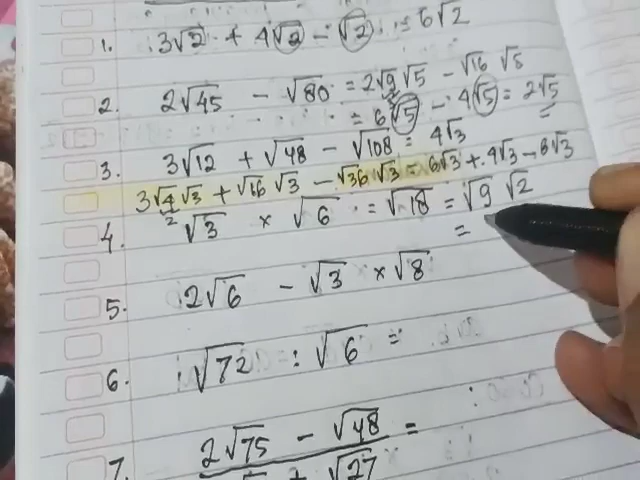 1. 3√2 + 4√2 - √2 = 6√2
2. 2√45 - √80 = 2√9 √5 - √16 √5
= 6√5 - 4√5 = 2√5
3. 3√12 + √48 - √108 = 4√3
3√4 √3 + √16 √3 - √36 √3 = 6√3 + 4√3 - 6√3
2
4. √3 × √6 = √18 = √9 √2
=
5. 2√6 - √3 × √8
6. √72 : √6 =
7. 2√75 - √48 =
+ √27